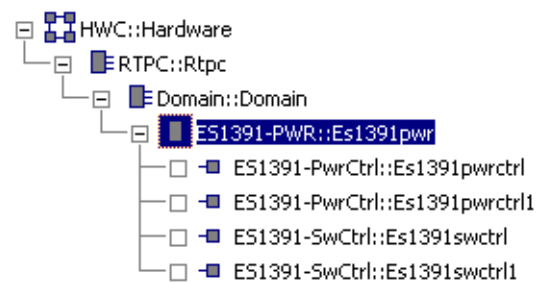 HWC::Hardware
RTPC::Rtpc
Domain::Domain
ES1391-PWR::Es1391pwr
ES1391-PwrCtrl::Es1391pwrctrl
ES1391-PwrCtrl::Es1391pwrctrl1
ES1391-SwCtrl::Es1391swctrl
ES1391-SwCtrl::Es1391swctrl1